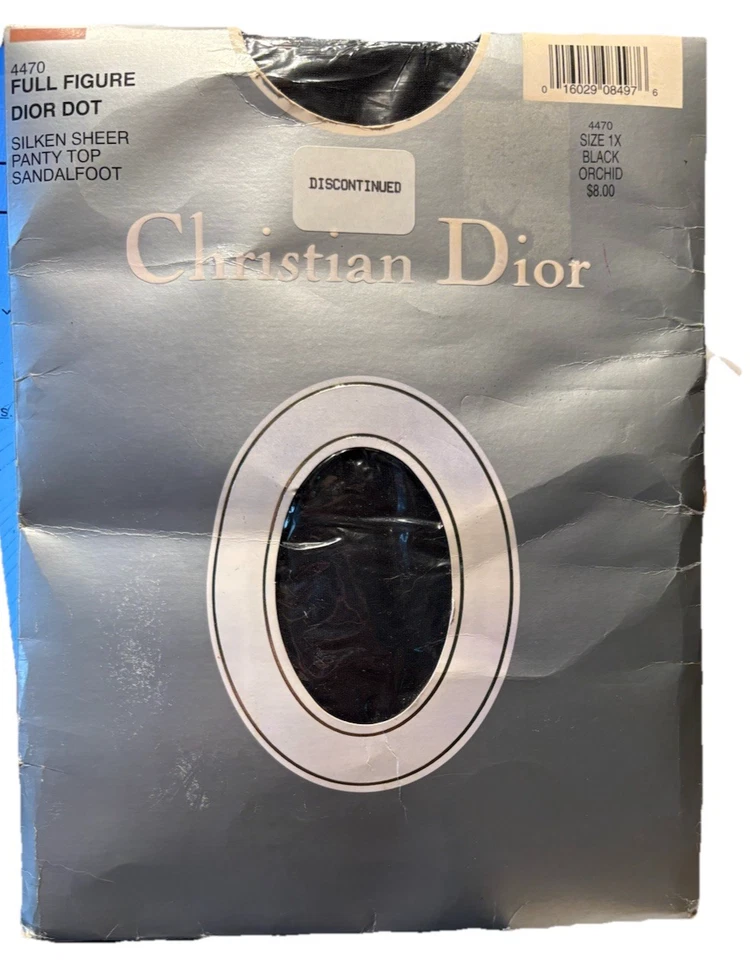 4470
FULL FIGURE
DIOR DOT
SILKEN SHEER
PANTY TOP
SANDALFOOT
0 16029 08497 6
4470
SIZE 1X
BLACK
ORCHID
$8.00
DISCONTINUED
Christian Dior